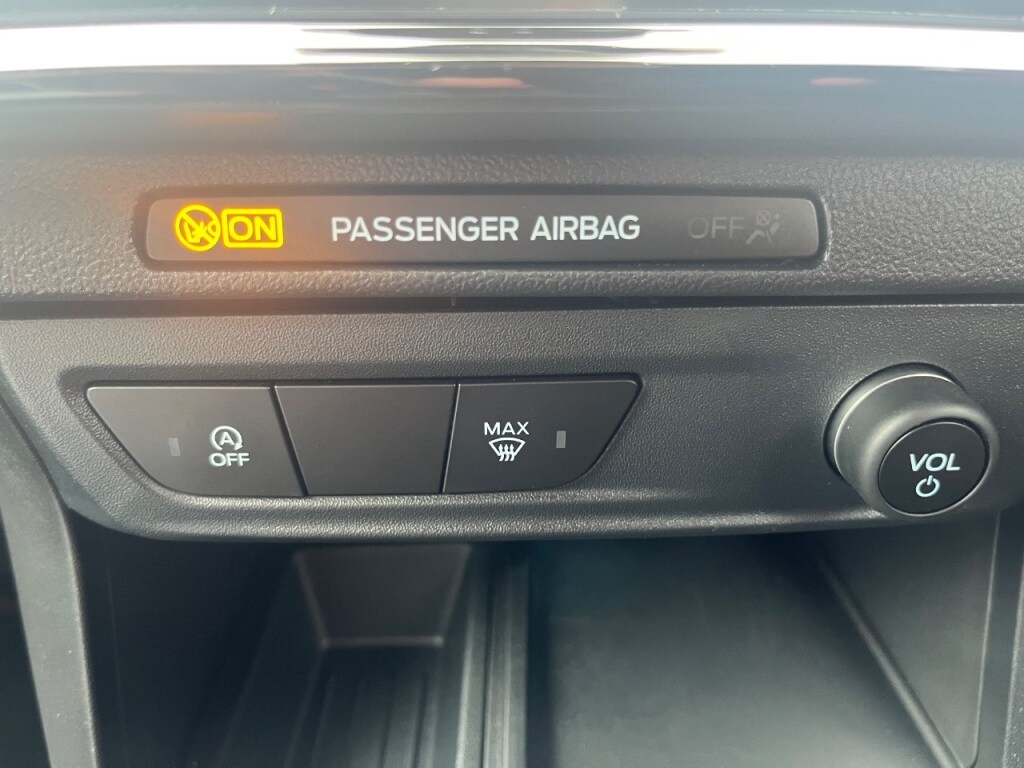 ON PASSENGER AIRBAG OFF
A
OFF
MAX
VOL